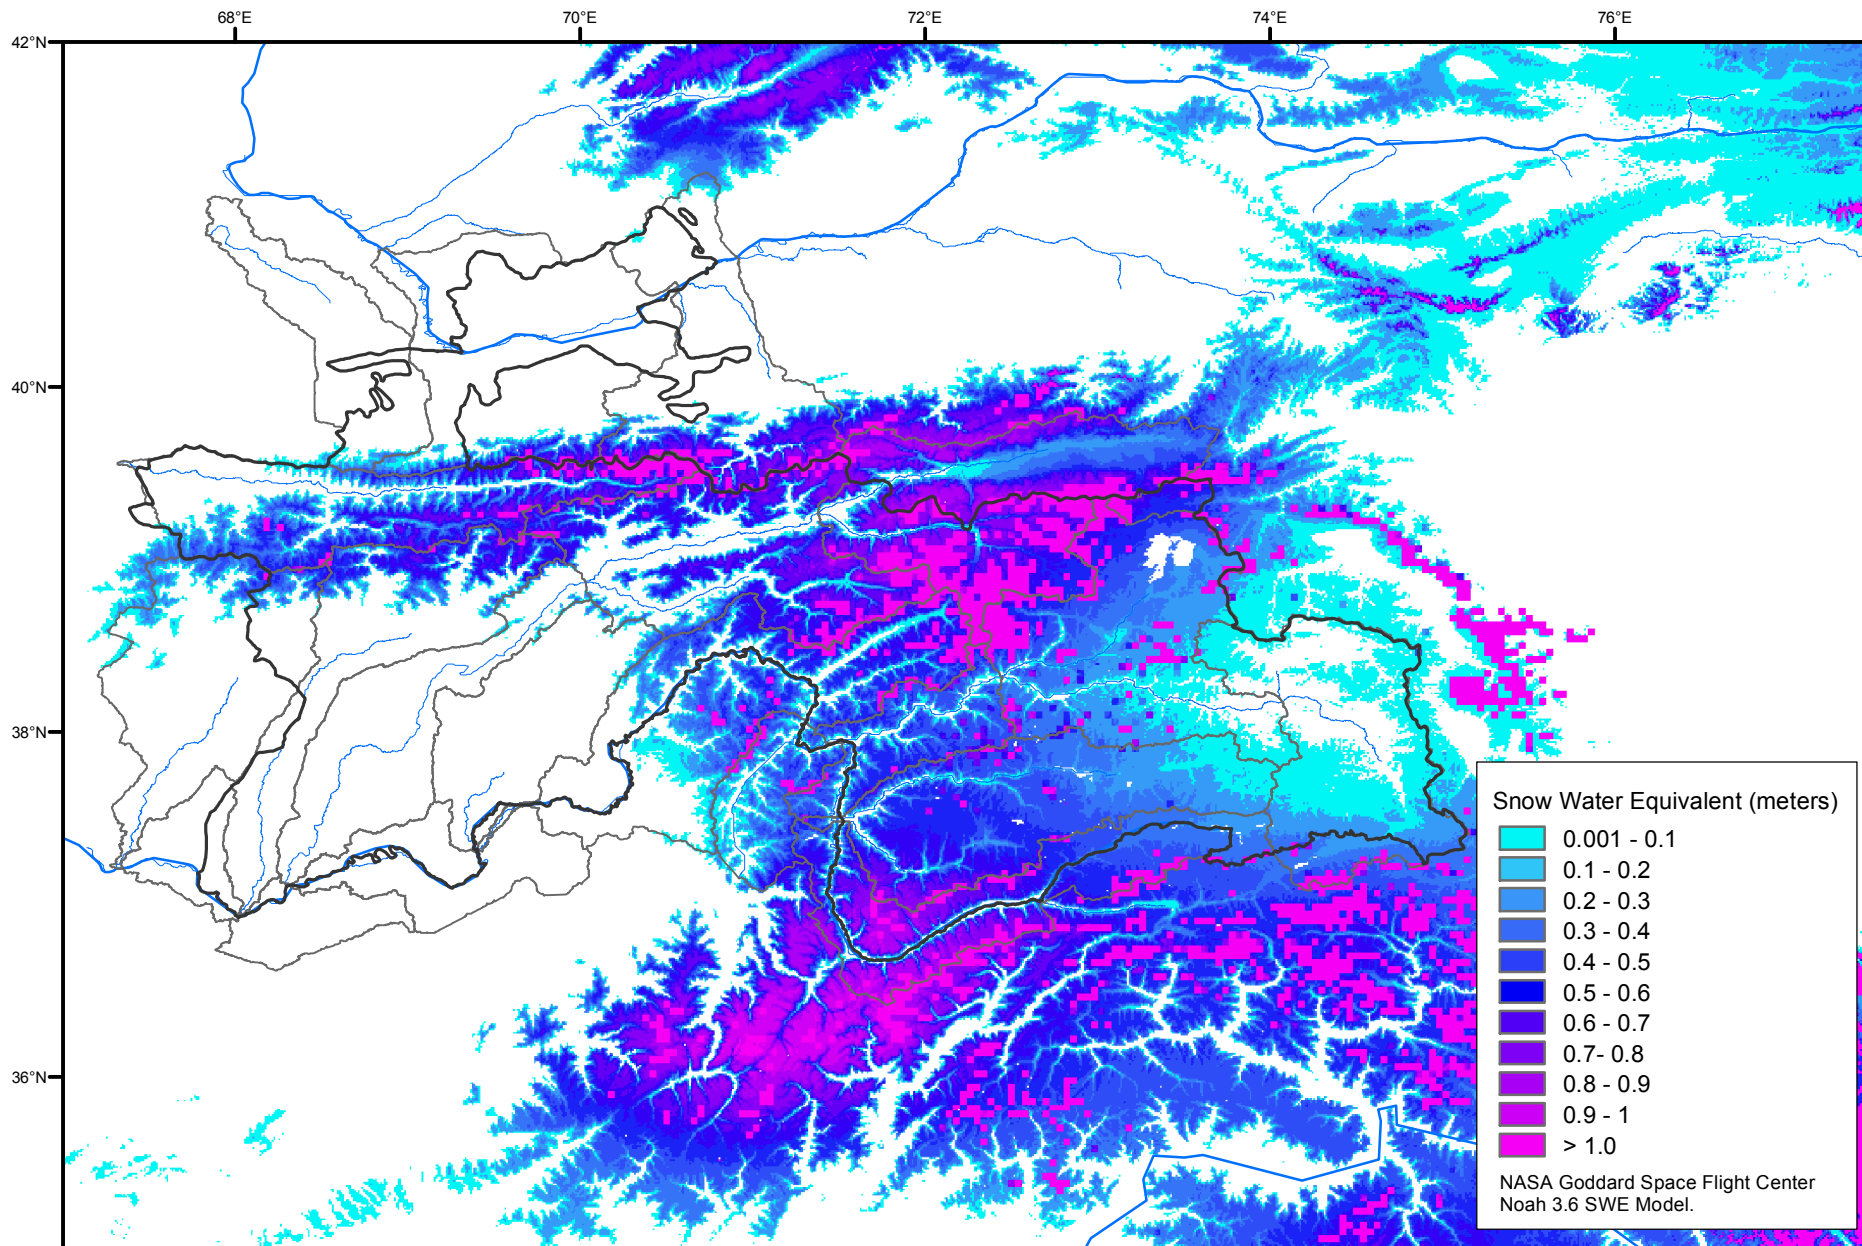 68°E
70°E
72°E
74°E
76°E
42°N
40°N
38°N
36°N
Snow Water Equivalent (meters)
0.001 - 0.1
0.1 - 0.2
0.2 - 0.3
0.3 - 0.4
0.4 - 0.5
0.5 - 0.6
0.6 - 0.7
0.7- 0.8
0.8 - 0.9
0.9 - 1
> 1.0
NASA Goddard Space Flight Center
Noah 3.6 SWE Model.